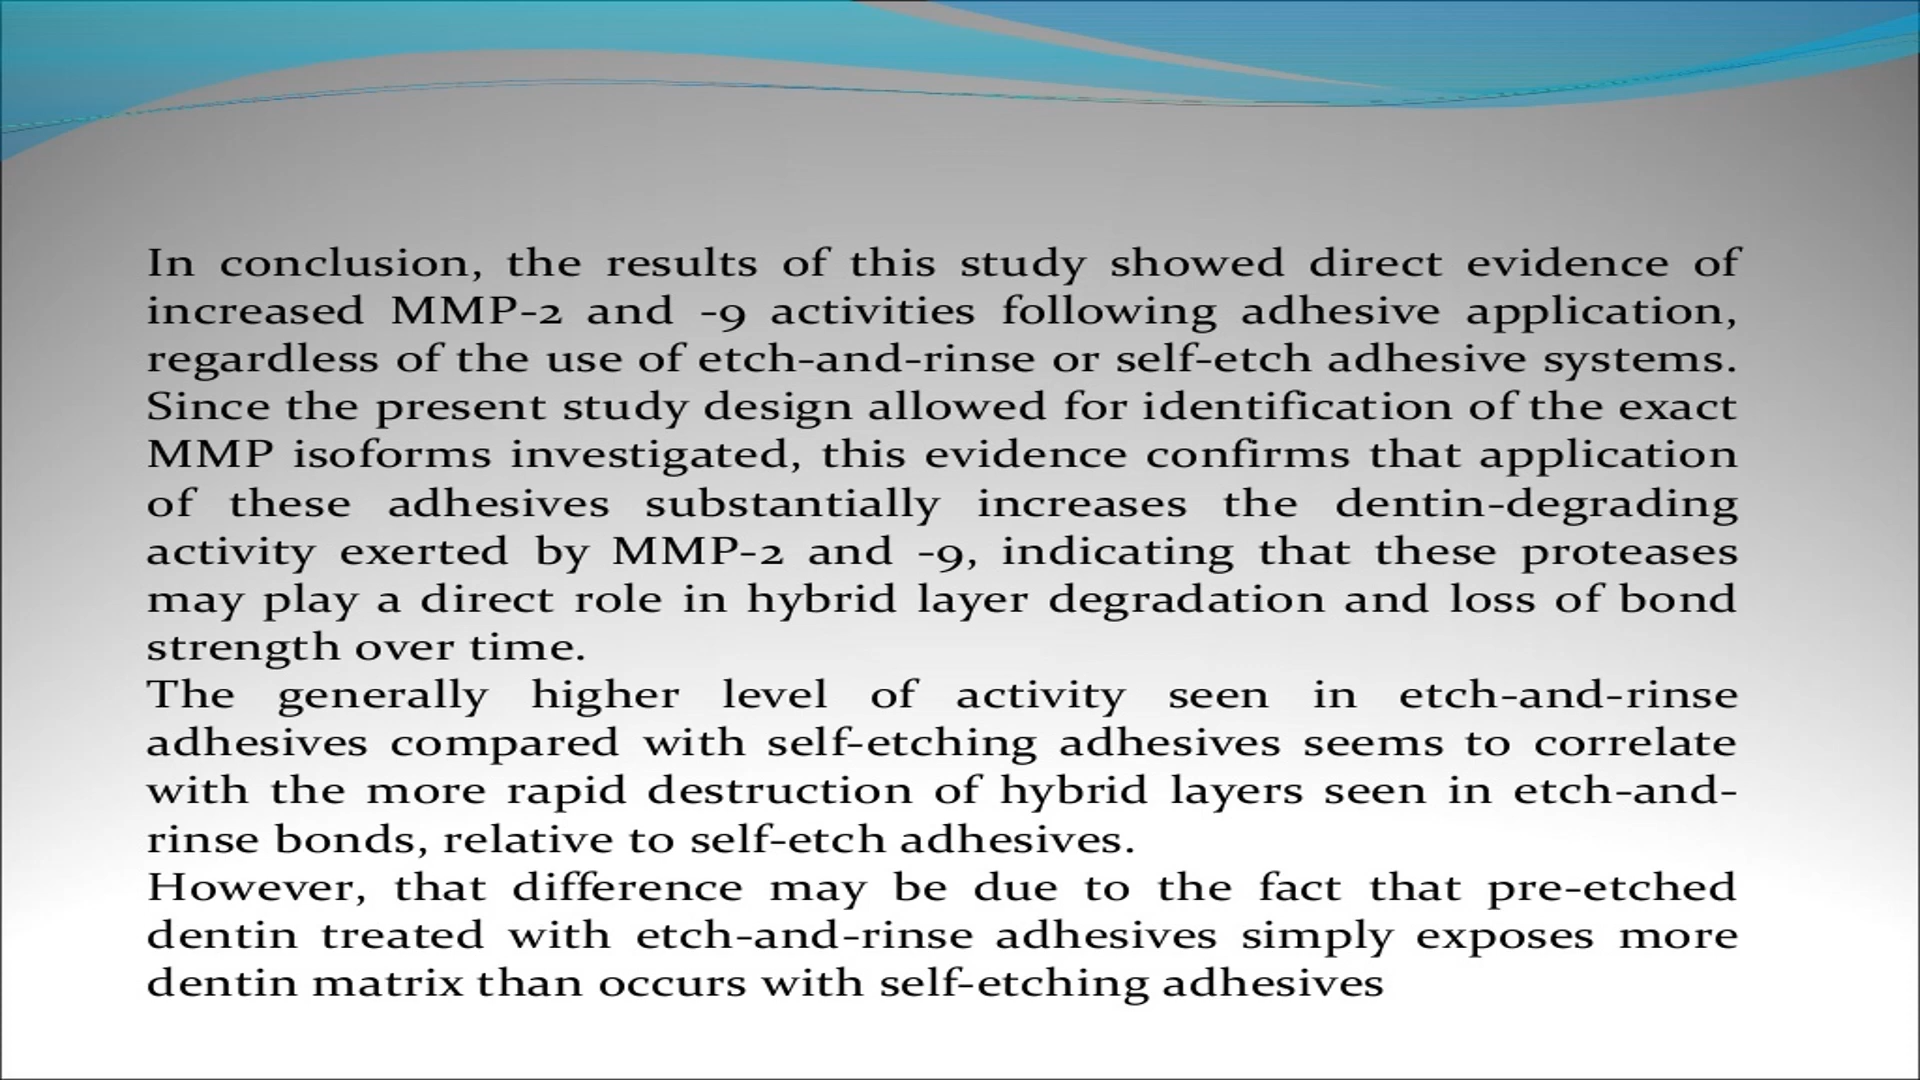 In conclusion, the results of this study showed direct evidence of
increased MMP-2 and -9 activities following adhesive application,
regardless of the use of etch-and-rinse or self-etch adhesive systems.
Since the present study design allowed for identification of the exact
MMP isoforms investigated, this evidence confirms that application
of these adhesives substantially increases the dentin-degrading
activity exerted by MMP-2 and -9, indicating that these proteases
may play a direct role in hybrid layer degradation and loss of bond
strength over time.
The generally higher level of activity seen in etch-and-rinse
adhesives compared with self-etching adhesives seems to correlate
with the more rapid destruction of hybrid layers seen in etch-and-
rinse bonds, relative to self-etch adhesives.
However, that difference may be due to the fact that pre-etched
dentin treated with etch-and-rinse adhesives simply exposes more
dentin matrix than occurs with self-etching adhesives